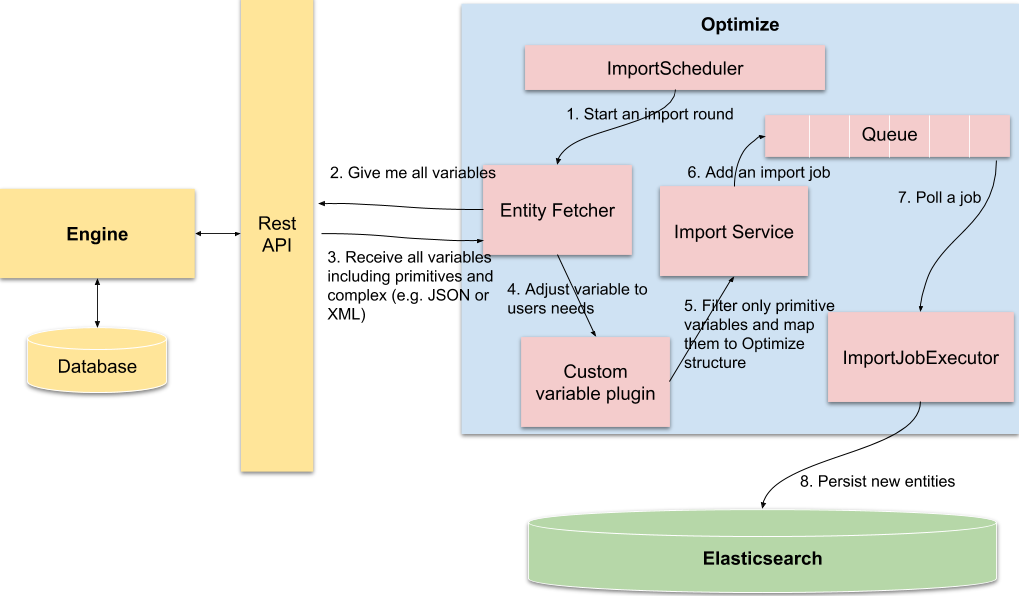 Optimize
ImportScheduler
1. Start an import round
Queue
2. Give me all variables
6. Add an import job
7. Poll a job
Entity Fetcher
Import Service
Engine
Rest
API
3. Receive all variables
including primitives and
complex (e.g. JSON or
XML)
4. Adjust variable to
users needs
5. Filter only primitive
variables and map
them to Optimize
structure
Database
Custom
variable plugin
ImportJobExecutor
8. Persist new entities
Elasticsearch